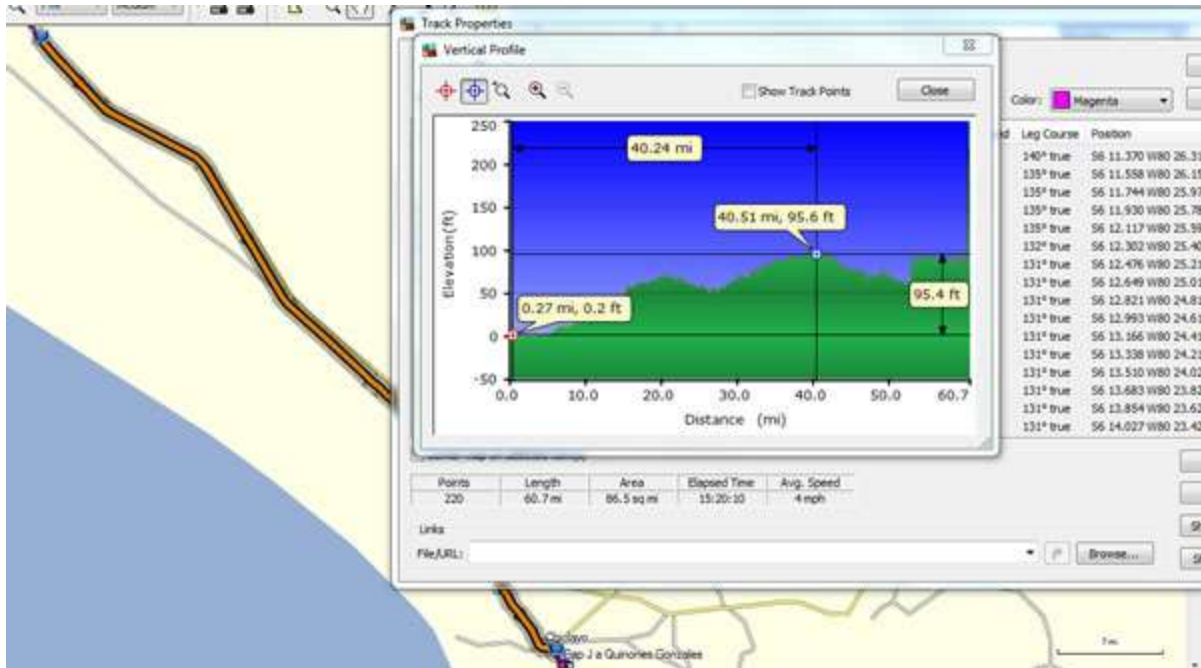 Track Properties
Vertical Profile
Show Track Points
Close
Color:
Magenta
Leg Course
Position
250
200
150
100
50
0
-50
Elevation(ft)
40.24 mi
40.51 mi, 95.6 ft
0.27 mi, 0.2 ft
95.4 ft
0.0
10.0
20.0
30.0
40.0
50.0
60.7
Distance (mi)
140° true S6 11.370 W80 26.31
135° true S6 11.558 W80 26.15
135° true S6 11.744 W80 25.97
135° true S6 11.930 W80 25.78
135° true S6 12.117 W80 25.59
132° true S6 12.302 W80 25.40
131° true S6 12.476 W80 25.21
131° true S6 12.649 W80 25.01
131° true S6 12.821 W80 24.81
131° true S6 12.993 W80 24.61
131° true S6 13.166 W80 24.41
131° true S6 13.338 W80 24.21
131° true S6 13.510 W80 24.02
131° true S6 13.683 W80 23.82
131° true S6 13.854 W80 23.62
131° true S6 14.027 W80 23.42
Points Length Area Elapsed Time Avg. Speed
220 60.7 mi 86.5 sq mi 15:20:10 4 mph
Links
File/URL:
Browse...
Cap J a Quinones Gonzales